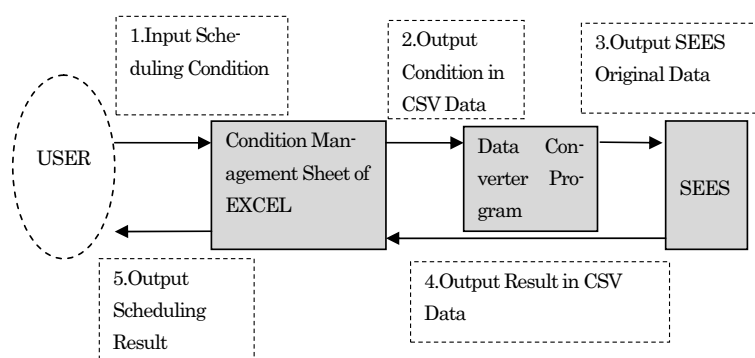 1.Input Sche-
duling Condition
2.Output
Condition in
CSV Data
3.Output SEES
Original Data
USER
Condition Man-
agement Sheet of
EXCEL
Data Con-
verter Pro-
gram
SEES
5.Output
Scheduling
Result
4.Output Result in CSV
Data